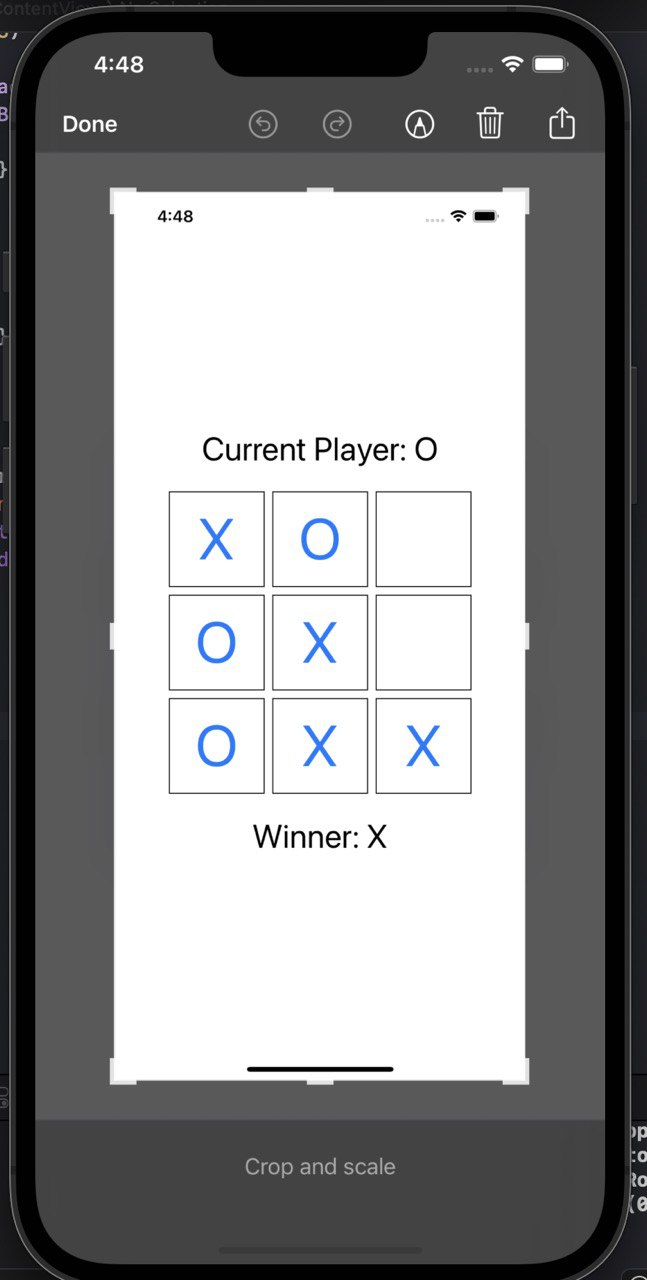 4:48
Done
4:48
Current Player: O
X O
O X
O X X
Winner: X
Crop and scale